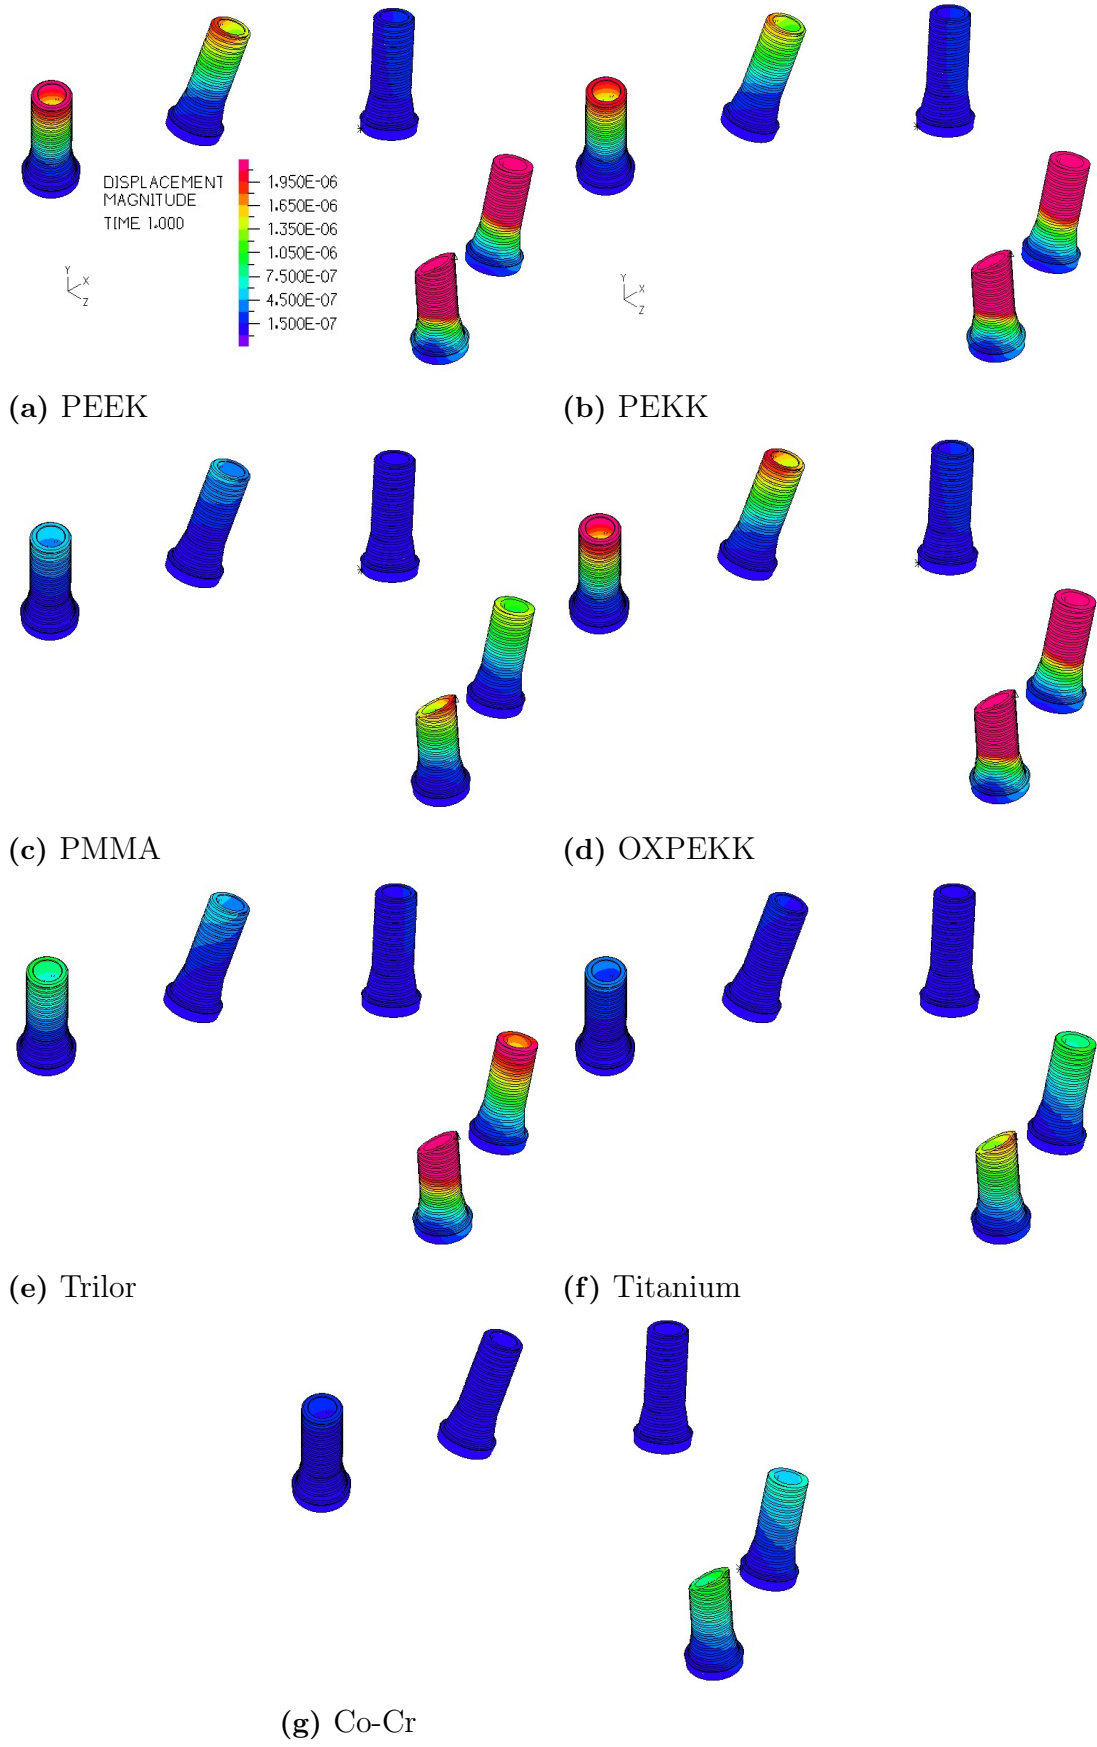 DISPLACEMENT
MAGNITUDE
TIME 1.000
1.950E-06
1.650E-06
1.350E-06
1.050E-06
7.500E-07
4.500E-07
1.500E-07
Y
X
Z
Y
X
Z
(a) PEEK
(b) PEKK
(c) PMMA
(d) OXPEKK
(e) Trilor
(f) Titanium
(g) Co-Cr